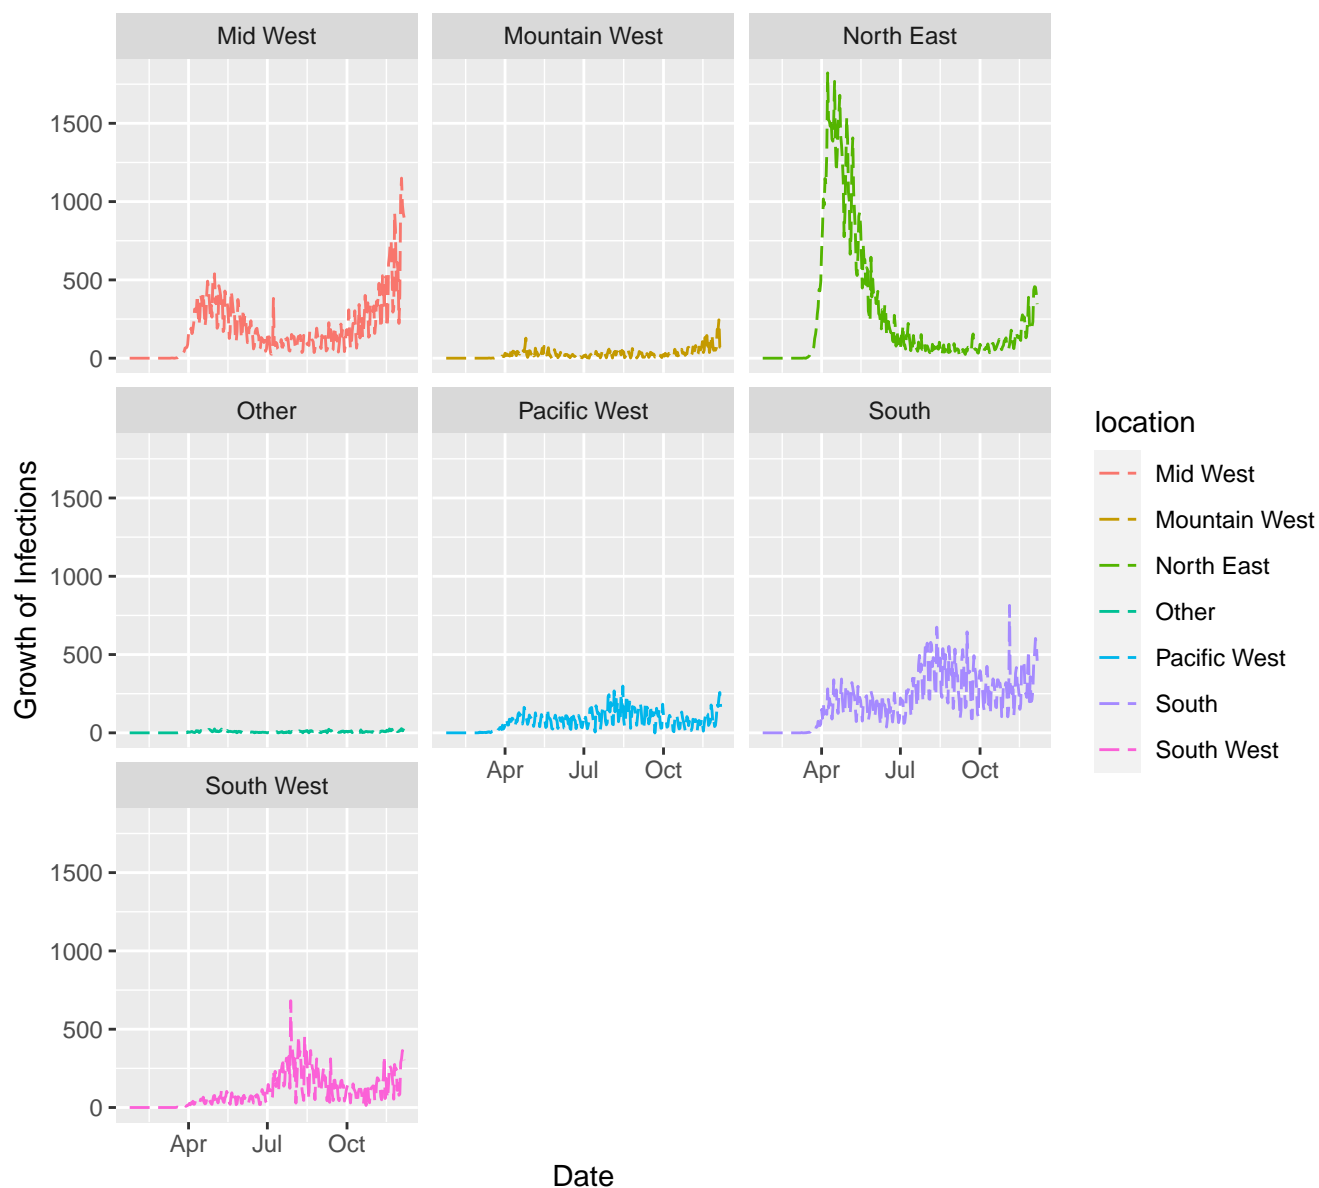 Mid West
Mountain West
North East
1500
1000
500
0
Other
Pacific West
South
1500
1000
500
0
Apr
Jul
Oct
Apr
Jul
Oct
South West
1500
1000
500
0
Apr
Jul
Oct
Growth of Infections
Date
location
Mid West
Mountain West
North East
Other
Pacific West
South
South West